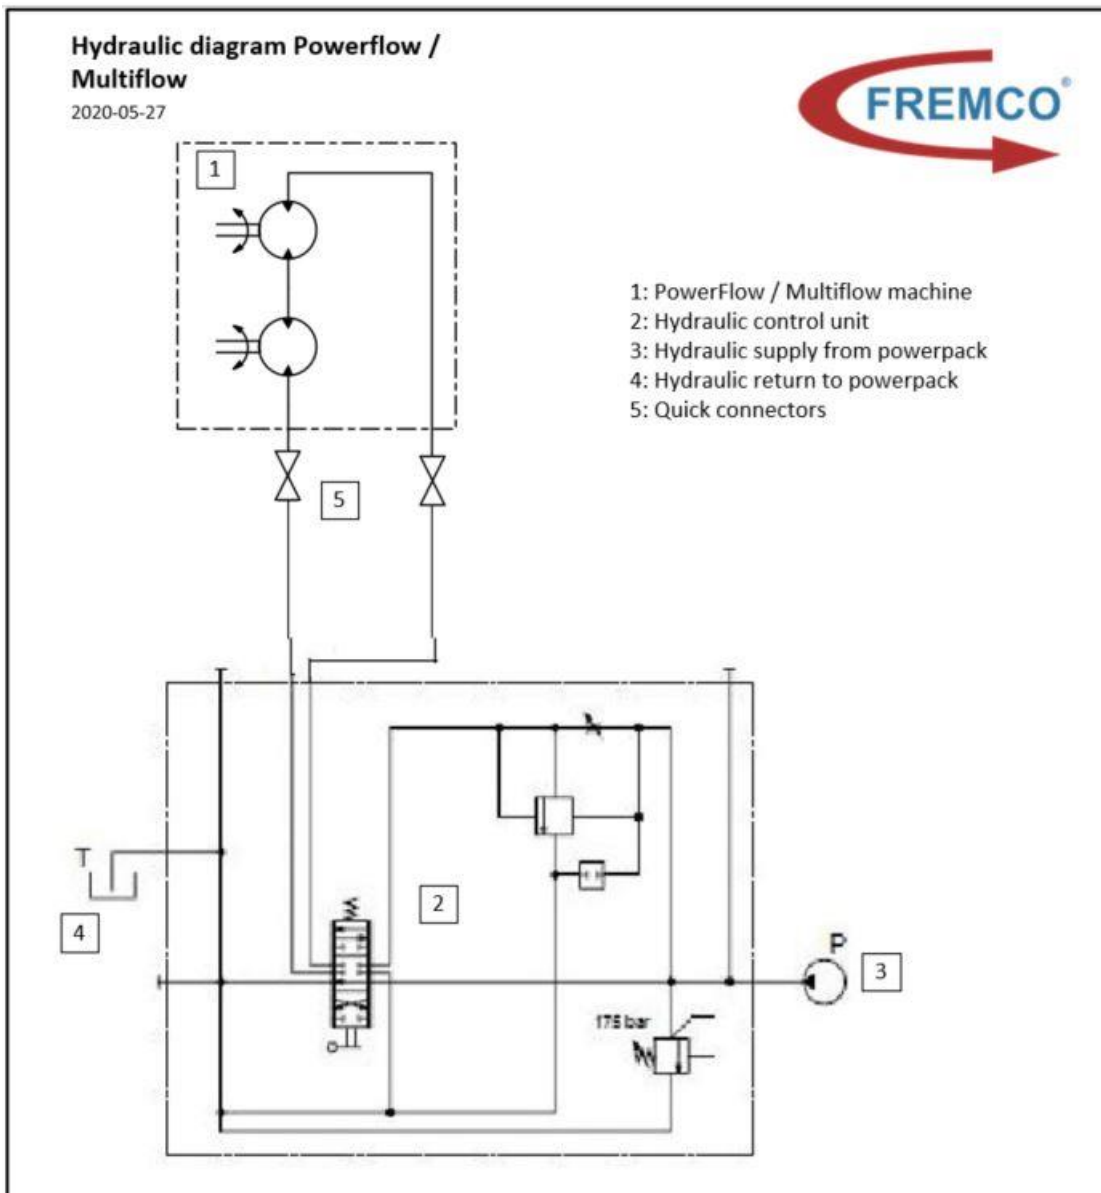 Hydraulic diagram Powerflow /
Multiflow
2020-05-27
FREMCO®
1
1: PowerFlow / Multiflow machine
2: Hydraulic control unit
3: Hydraulic supply from powerpack
4: Hydraulic return to powerpack
5: Quick connectors
5
T
4
2
P
3
175 bar